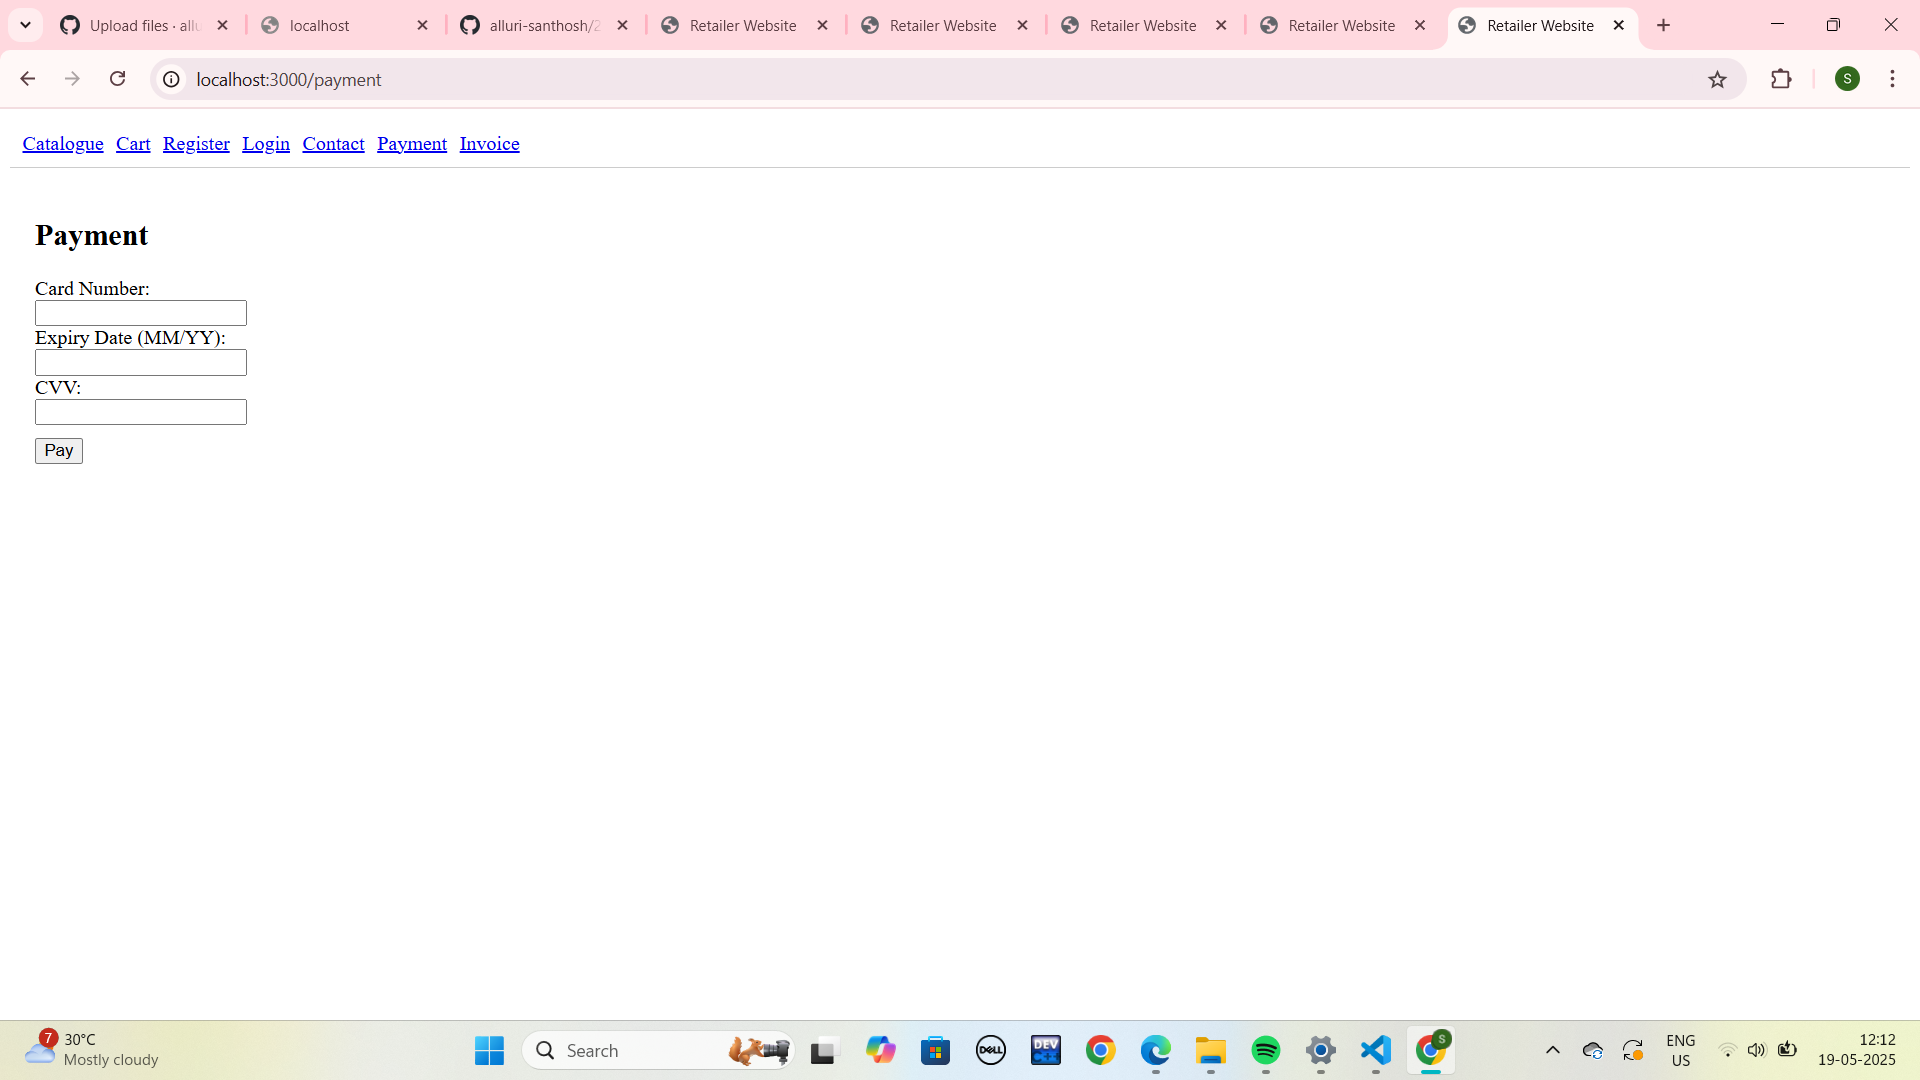 Upload files · allu
localhost
alluri-santhosh/2
Retailer Website
Retailer Website
Retailer Website
Retailer Website
Retailer Website
localhost:3000/payment
S
Catalogue Cart Register Login Contact Payment Invoice
Payment
Card Number:
Expiry Date (MM/YY):
CVV:
Pay
7
30°C
Mostly cloudy
Search
DELL
DEV
C++
S
ENG
US
12:12
19-05-2025